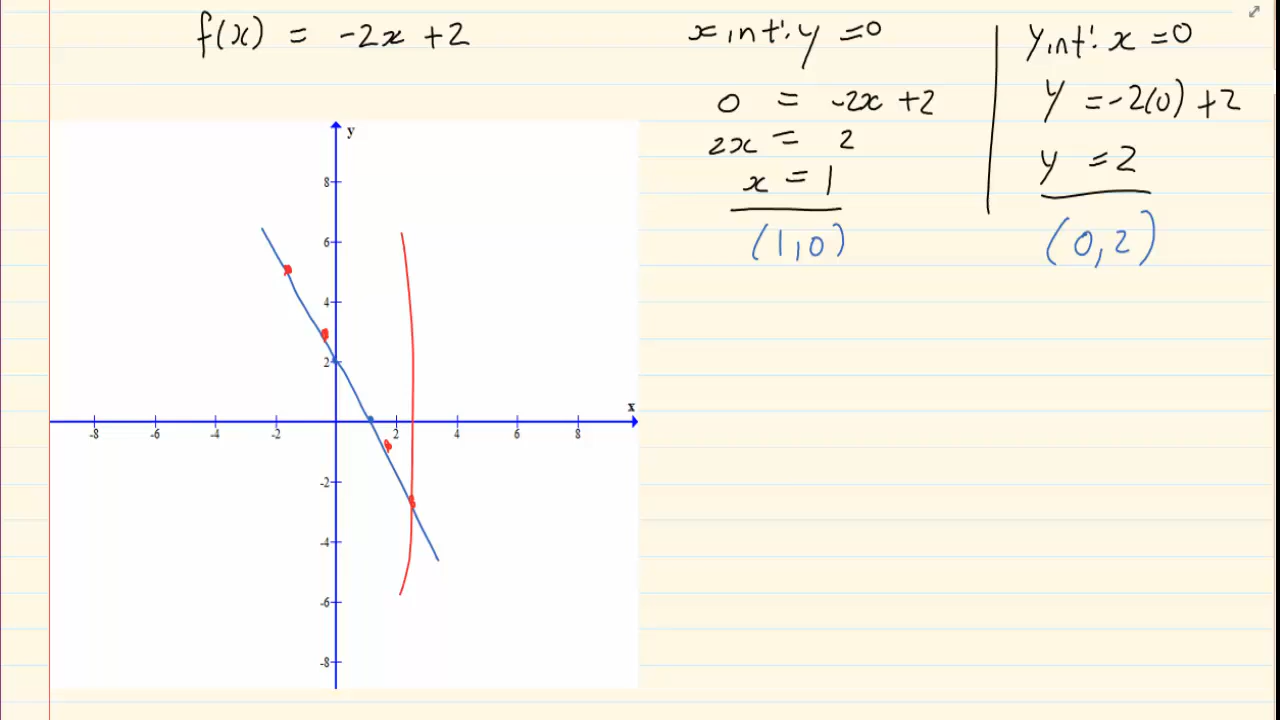 f(x) = -2x + 2
x int: y = 0
0 = -2x + 2
2x = 2
x = 1
(1, 0)
y int: x = 0
y = -2(0) + 2
y = 2
(0, 2)
y
8
6
4
2
x
-8 -6 -4 -2 2 4 6 8
-2
-4
-6
-8